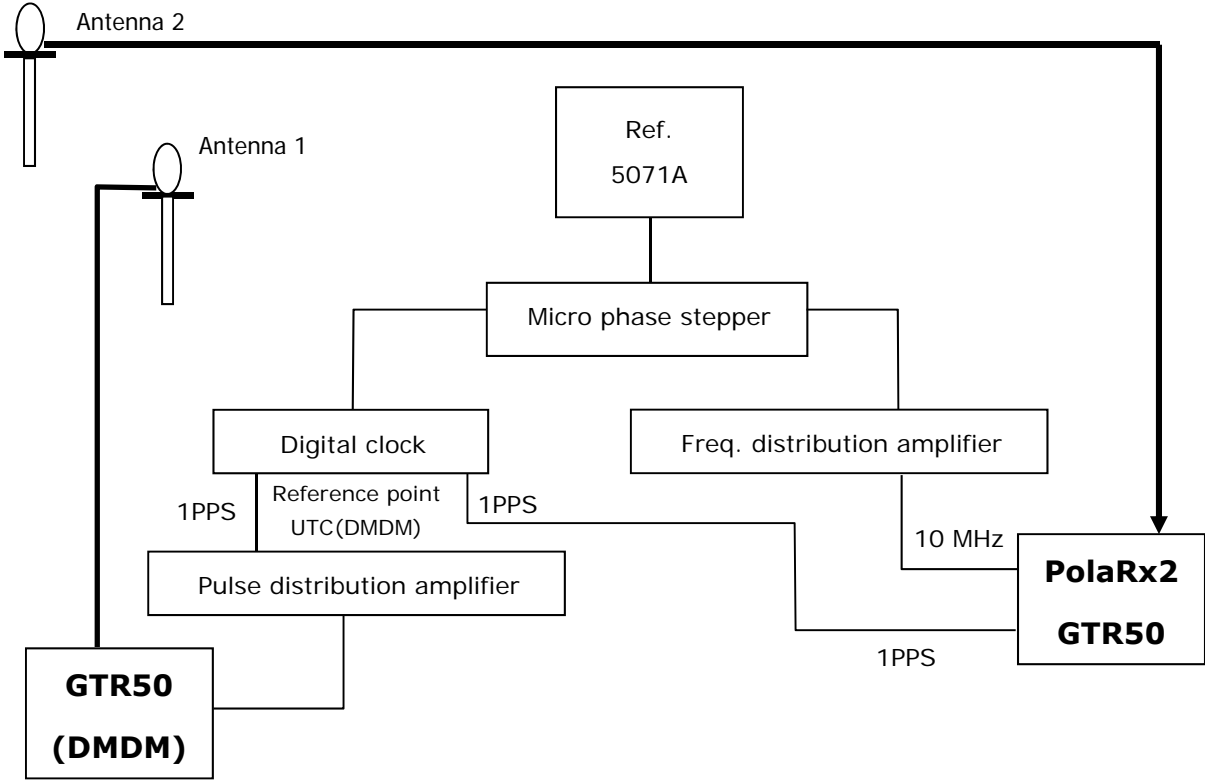 Antenna 2
Antenna 1
Ref.
5071A
Micro phase stepper
Digital clock
Freq. distribution amplifier
1PPS
Reference point
UTC(DMDM)
1PPS
10 MHz
Pulse distribution amplifier
PolaRx2
GTR50
1PPS
GTR50
(DMDM)